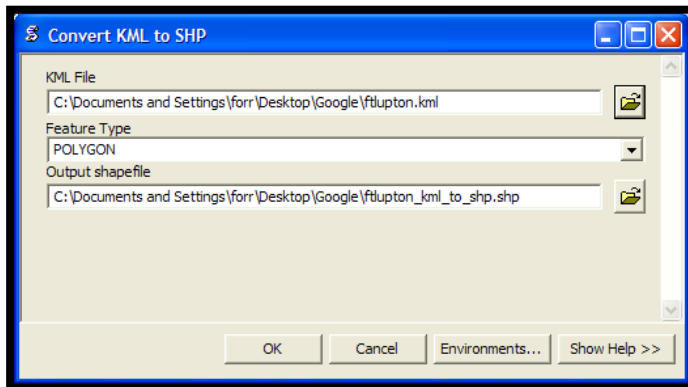 Convert KML to SHP
KML File
C:\Documents and Settings\forr\Desktop\Google\ftlupton.kml
Feature Type
POLYGON
Output shapefile
C:\Documents and Settings\forr\Desktop\Google\ftlupton_kml_to_shp.shp
OK Cancel Environments... Show Help >>